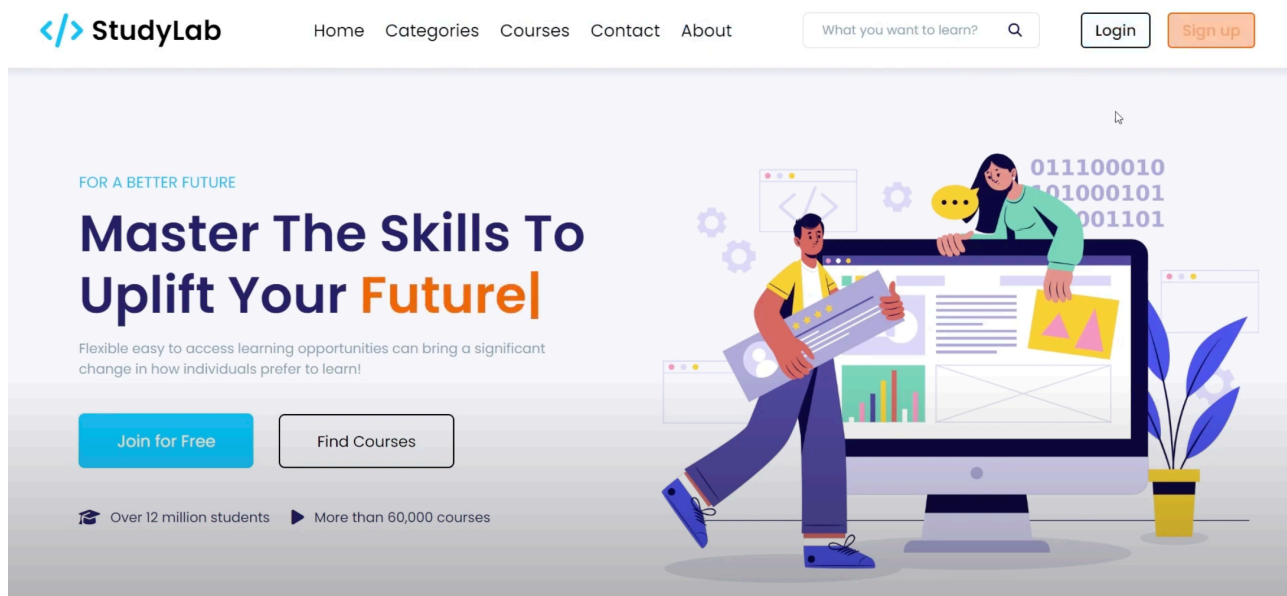 </> StudyLab
Home Categories Courses Contact About
What you want to learn?
Login
Sign up
FOR A BETTER FUTURE
Master The Skills To
Uplift Your Future|
Flexible easy to access learning opportunities can bring a significant
change in how individuals prefer to learn!
Join for Free
Find Courses
Over 12 million students
More than 60,000 courses
</>
011100010
101000101
001101